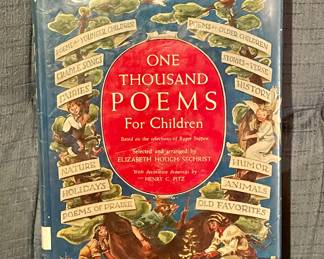 POEMS for YOUNGER CHILDREN
POEMS for OLDER CHILDREN
CRADLE SONGS
STORIES in VERSE
FAIRIES
HISTORY
ONE
THOUSAND
POEMS
For Children
Based on the selections of Roger Ingpen
Selected and arranged by
ELIZABETH HOUGH SECHRIST
With decorative drawings by
HENRY C. PITZ
NATURE
HUMOR
HOLIDAYS
ANIMALS
POEMS OF PRAISE
OLD FAVORITES